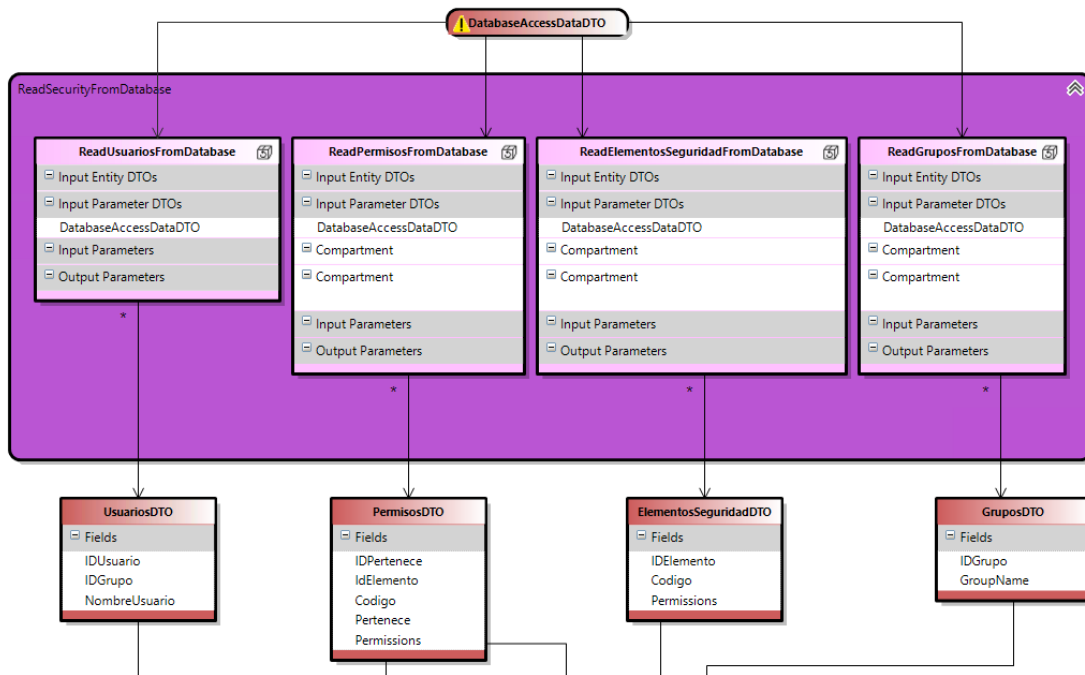 DatabaseAccessDataDTO
ReadSecurityFromDatabase
ReadUsuariosFromDatabase
Input Entity DTOs
Input Parameter DTOs
DatabaseAccessDataDTO
Input Parameters
Output Parameters
*
ReadPermisosFromDatabase
Input Entity DTOs
Input Parameter DTOs
DatabaseAccessDataDTO
Compartment
Compartment
Input Parameters
Output Parameters
*
ReadElementosSeguridadFromDatabase
Input Entity DTOs
Input Parameter DTOs
DatabaseAccessDataDTO
Compartment
Compartment
Input Parameters
Output Parameters
*
ReadGruposFromDatabase
Input Entity DTOs
Input Parameter DTOs
DatabaseAccessDataDTO
Compartment
Compartment
Input Parameters
Output Parameters
*
UsuariosDTO
Fields
IDUsuario
IDGrupo
NombreUsuario
PermisosDTO
Fields
IDPertenece
IdElemento
Codigo
Pertenece
Permissions
ElementosSeguridadDTO
Fields
IDElemento
Codigo
Permissions
GruposDTO
Fields
IDGrupo
GroupName